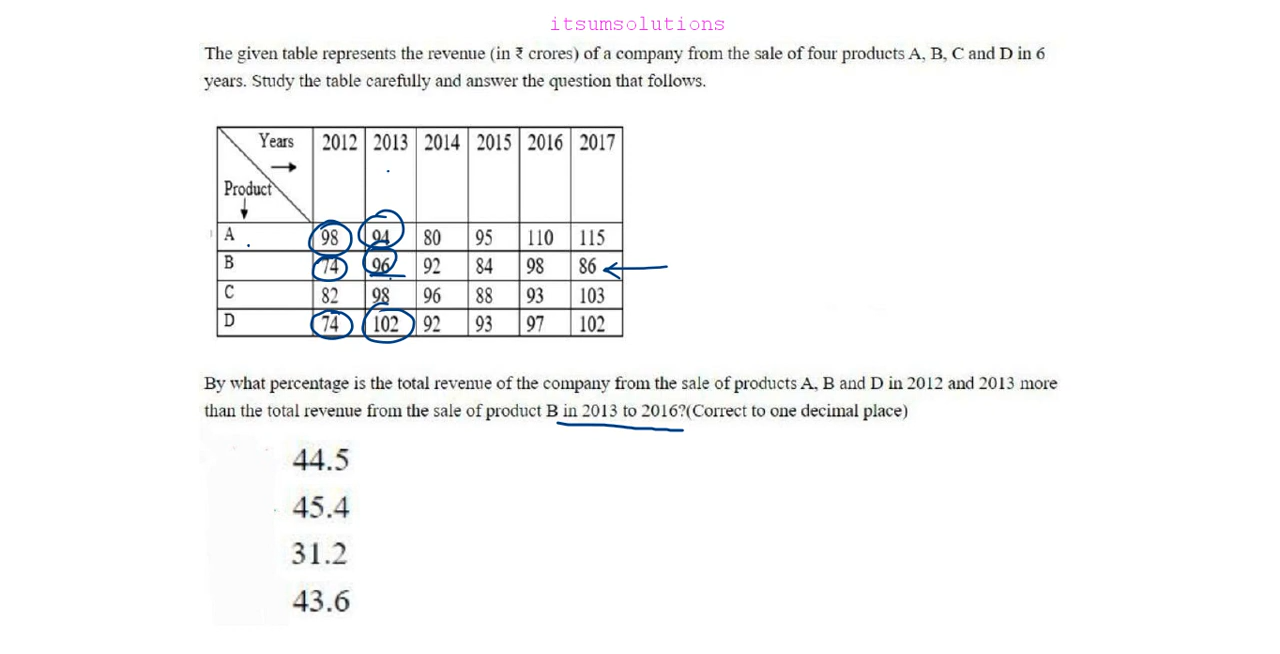 itsumsolutions
The given table represents the revenue (in ₹ crores) of a company from the sale of four products A, B, C and D in 6
years. Study the table carefully and answer the question that follows.
Years 2012 2013 2014 2015 2016 2017
Product
A 98 94 80 95 110 115
B 74 96 92 84 98 86
C 82 98 96 88 93 103
D 74 102 92 93 97 102
By what percentage is the total revenue of the company from the sale of products A, B and D in 2012 and 2013 more
than the total revenue from the sale of product B in 2013 to 2016?(Correct to one decimal place)
44.5
45.4
31.2
43.6